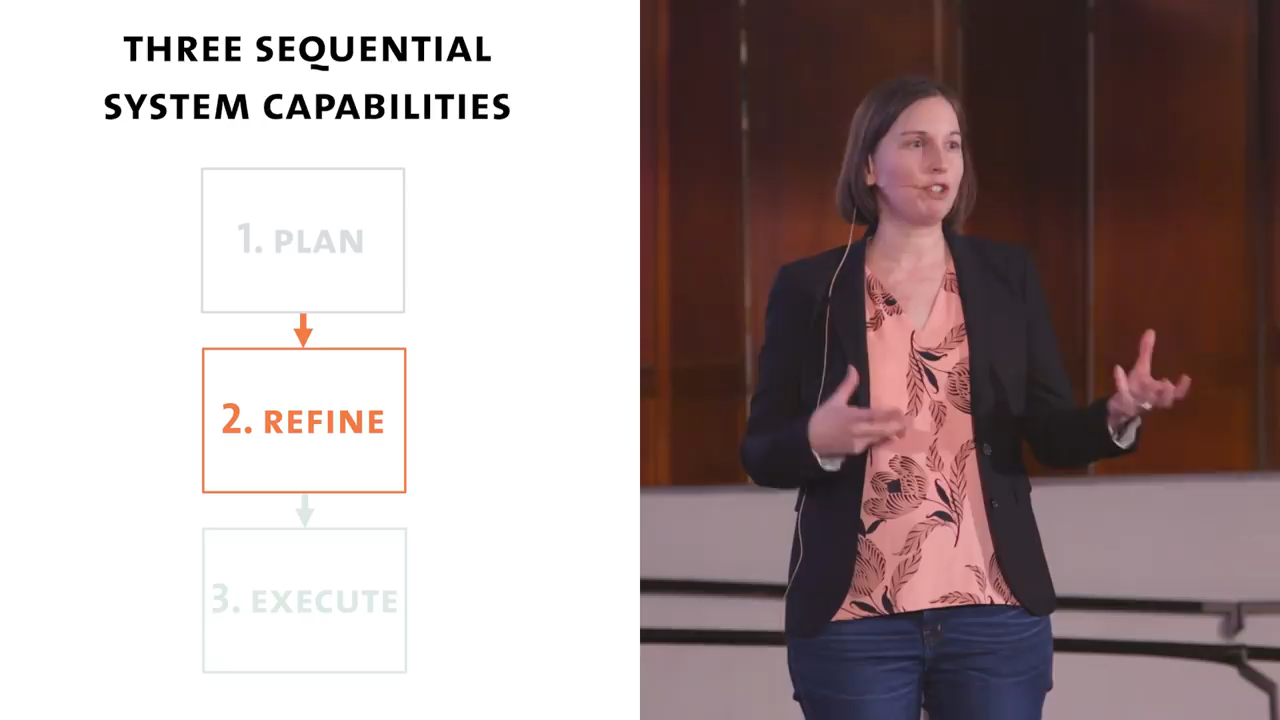 THREE SEQUENTIAL
SYSTEM CAPABILITIES
1. PLAN
2. REFINE
3. EXECUTE